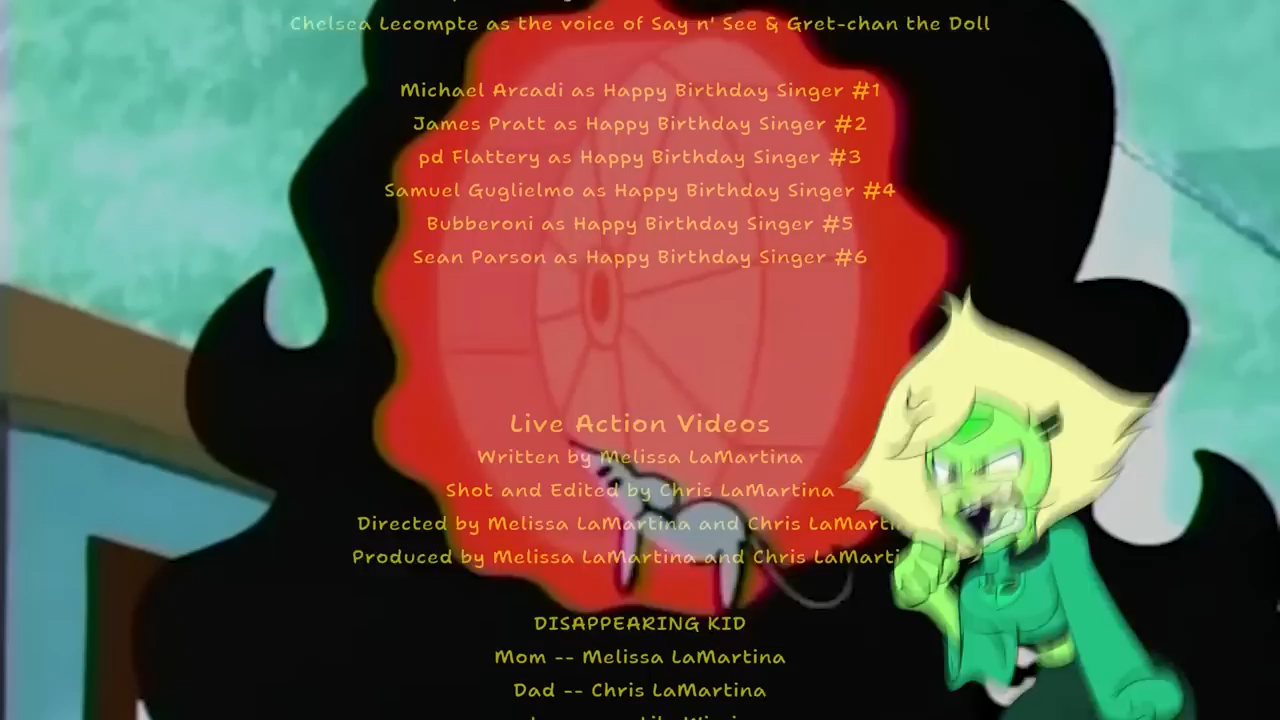 Chelsea Lecompte as the voice of Say n' See & Gret-chan the Doll
Michael Arcadi as Happy Birthday Singer #1
James Pratt as Happy Birthday Singer #2
pd Flattery as Happy Birthday Singer #3
Samuel Guglielmo as Happy Birthday Singer #4
Bubberoni as Happy Birthday Singer #5
Sean Parson as Happy Birthday Singer #6
Live Action Videos
Written by Melissa LaMartina
Shot and Edited by Chris LaMartina
Directed by Melissa LaMartina and Chris LaMarti
Produced by Melissa LaMartina and Chris LaMarti
DISAPPEARING KID
Mom -- Melissa LaMartina
Dad -- Chris LaMartina